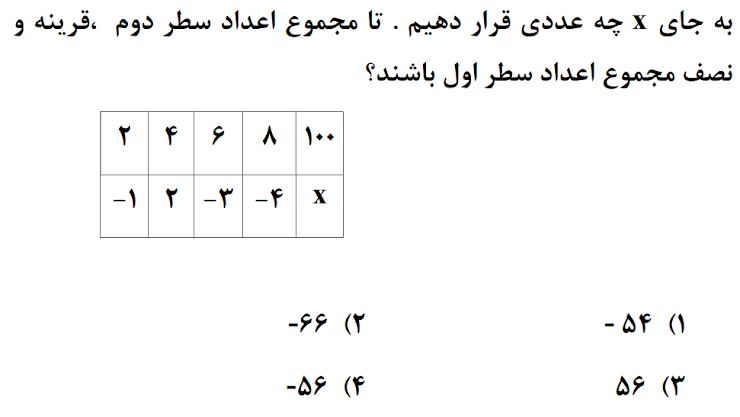 به جای x چه عددی قرار دهیم . تا مجموع اعداد سطر دوم ،قرینه و
نصف مجموع اعداد سطر اول باشند؟
۲ ۴ ۶ ۸ ۱۰۰
-۱ ۲ -۳ -۴ x
۱) -۵۴ ۲) -۶۶
۳) ۵۶ ۴) -۵۶